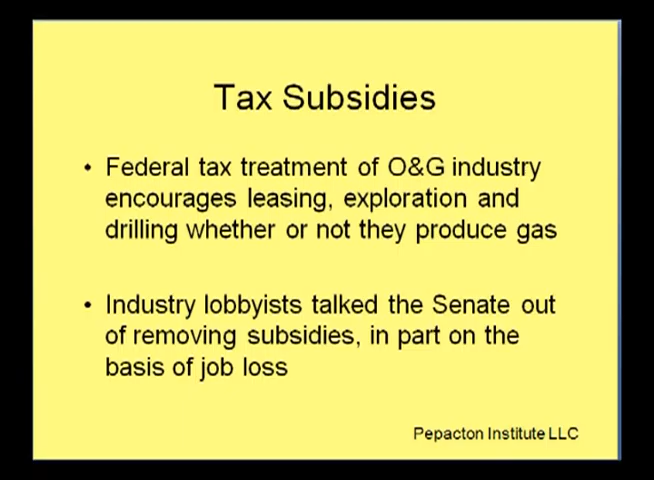 Tax Subsidies
• Federal tax treatment of O&G industry
encourages leasing, exploration and
drilling whether or not they produce gas
• Industry lobbyists talked the Senate out
of removing subsidies, in part on the
basis of job loss
Pepacton Institute LLC